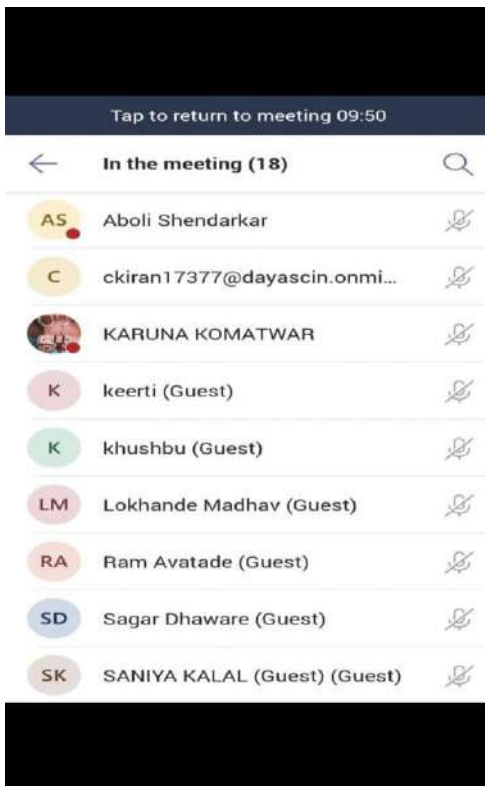 Tap to return to meeting 09:50
In the meeting (18)
AS Aboli Shendarkar
C ckiran17377@dayascin.onmi...
KARUNA KOMATWAR
K keerti (Guest)
K khushbu (Guest)
LM Lokhande Madhav (Guest)
RA Ram Avatade (Guest)
SD Sagar Dhaware (Guest)
SK SANIYA KALAL (Guest) (Guest)